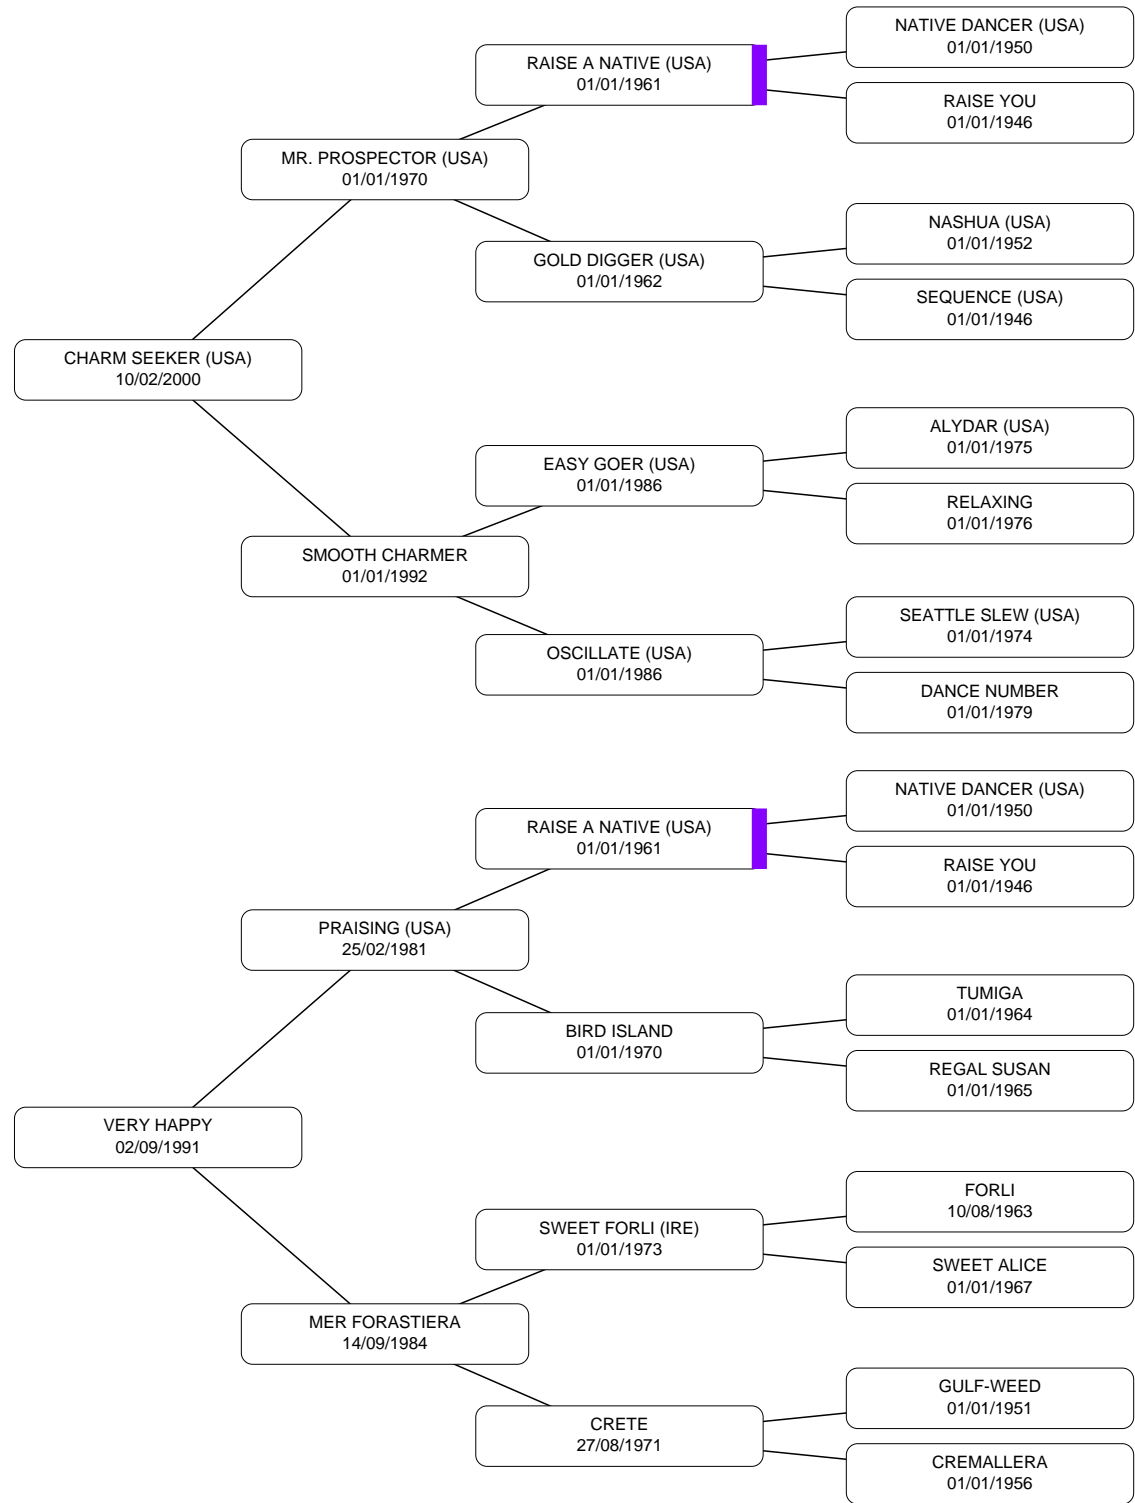 NATIVE DANCER (USA)
01/01/1950
RAISE A NATIVE (USA)
01/01/1961
RAISE YOU
01/01/1946
MR. PROSPECTOR (USA)
01/01/1970
NASHUA (USA)
01/01/1952
GOLD DIGGER (USA)
01/01/1962
SEQUENCE (USA)
01/01/1946
CHARM SEEKER (USA)
10/02/2000
ALYDAR (USA)
01/01/1975
EASY GOER (USA)
01/01/1986
RELAXING
01/01/1976
SMOOTH CHARMER
01/01/1992
SEATTLE SLEW (USA)
01/01/1974
OSCILLATE (USA)
01/01/1986
DANCE NUMBER
01/01/1979
NATIVE DANCER (USA)
01/01/1950
RAISE A NATIVE (USA)
01/01/1961
RAISE YOU
01/01/1946
PRAISING (USA)
25/02/1981
TUMIGA
01/01/1964
BIRD ISLAND
01/01/1970
REGAL SUSAN
01/01/1965
VERY HAPPY
02/09/1991
FORLI
10/08/1963
SWEET FORLI (IRE)
01/01/1973
SWEET ALICE
01/01/1967
MER FORASTIERA
14/09/1984
GULF-WEED
01/01/1951
CRETE
27/08/1971
CREMALLERA
01/01/1956